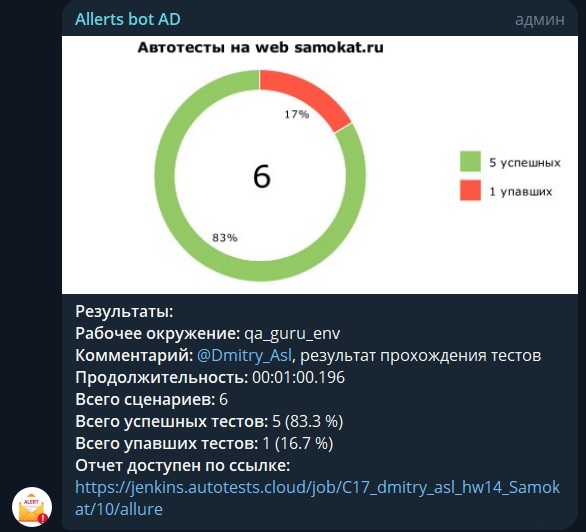 Allerts bot AD
админ
Автотесты на web samokat.ru
17%
6
5 успешных
1 упавших
83%
Результаты:
Рабочее окружение: qa_guru_env
Комментарий: @Dmitry_Asl, результат прохождения тестов
Продолжительность: 00:01:00.196
Всего сценариев: 6
Всего успешных тестов: 5 (83.3 %)
Всего упавших тестов: 1 (16.7 %)
Отчет доступен по ссылке:
https://jenkins.autotests.cloud/job/C17_dmitry_asl_hw14_Samok
at/10/allure
ALERT